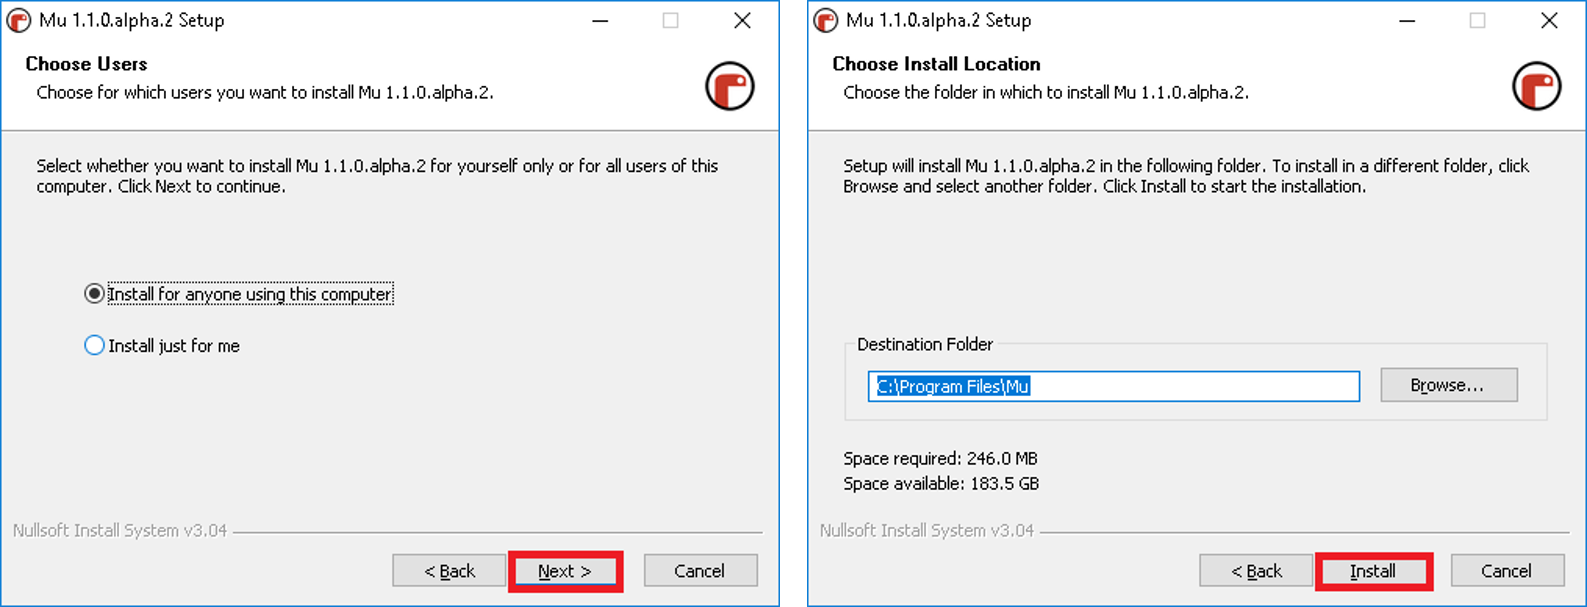 Mu 1.1.0.alpha.2 Setup
Choose Users
Choose for which users you want to install Mu 1.1.0.alpha.2.
Select whether you want to install Mu 1.1.0.alpha.2 for yourself only or for all users of this
computer. Click Next to continue.
Install for anyone using this computer
Install just for me
Nullsoft Install System v3.04
< Back
Next >
Cancel
Mu 1.1.0.alpha.2 Setup
Choose Install Location
Choose the folder in which to install Mu 1.1.0.alpha.2.
Setup will install Mu 1.1.0.alpha.2 in the following folder. To install in a different folder, click
Browse and select another folder. Click Install to start the installation.
Destination Folder
C:\Program Files\Mu
Browse...
Space required: 246.0 MB
Space available: 183.5 GB
Nullsoft Install System v3.04
< Back
Install
Cancel